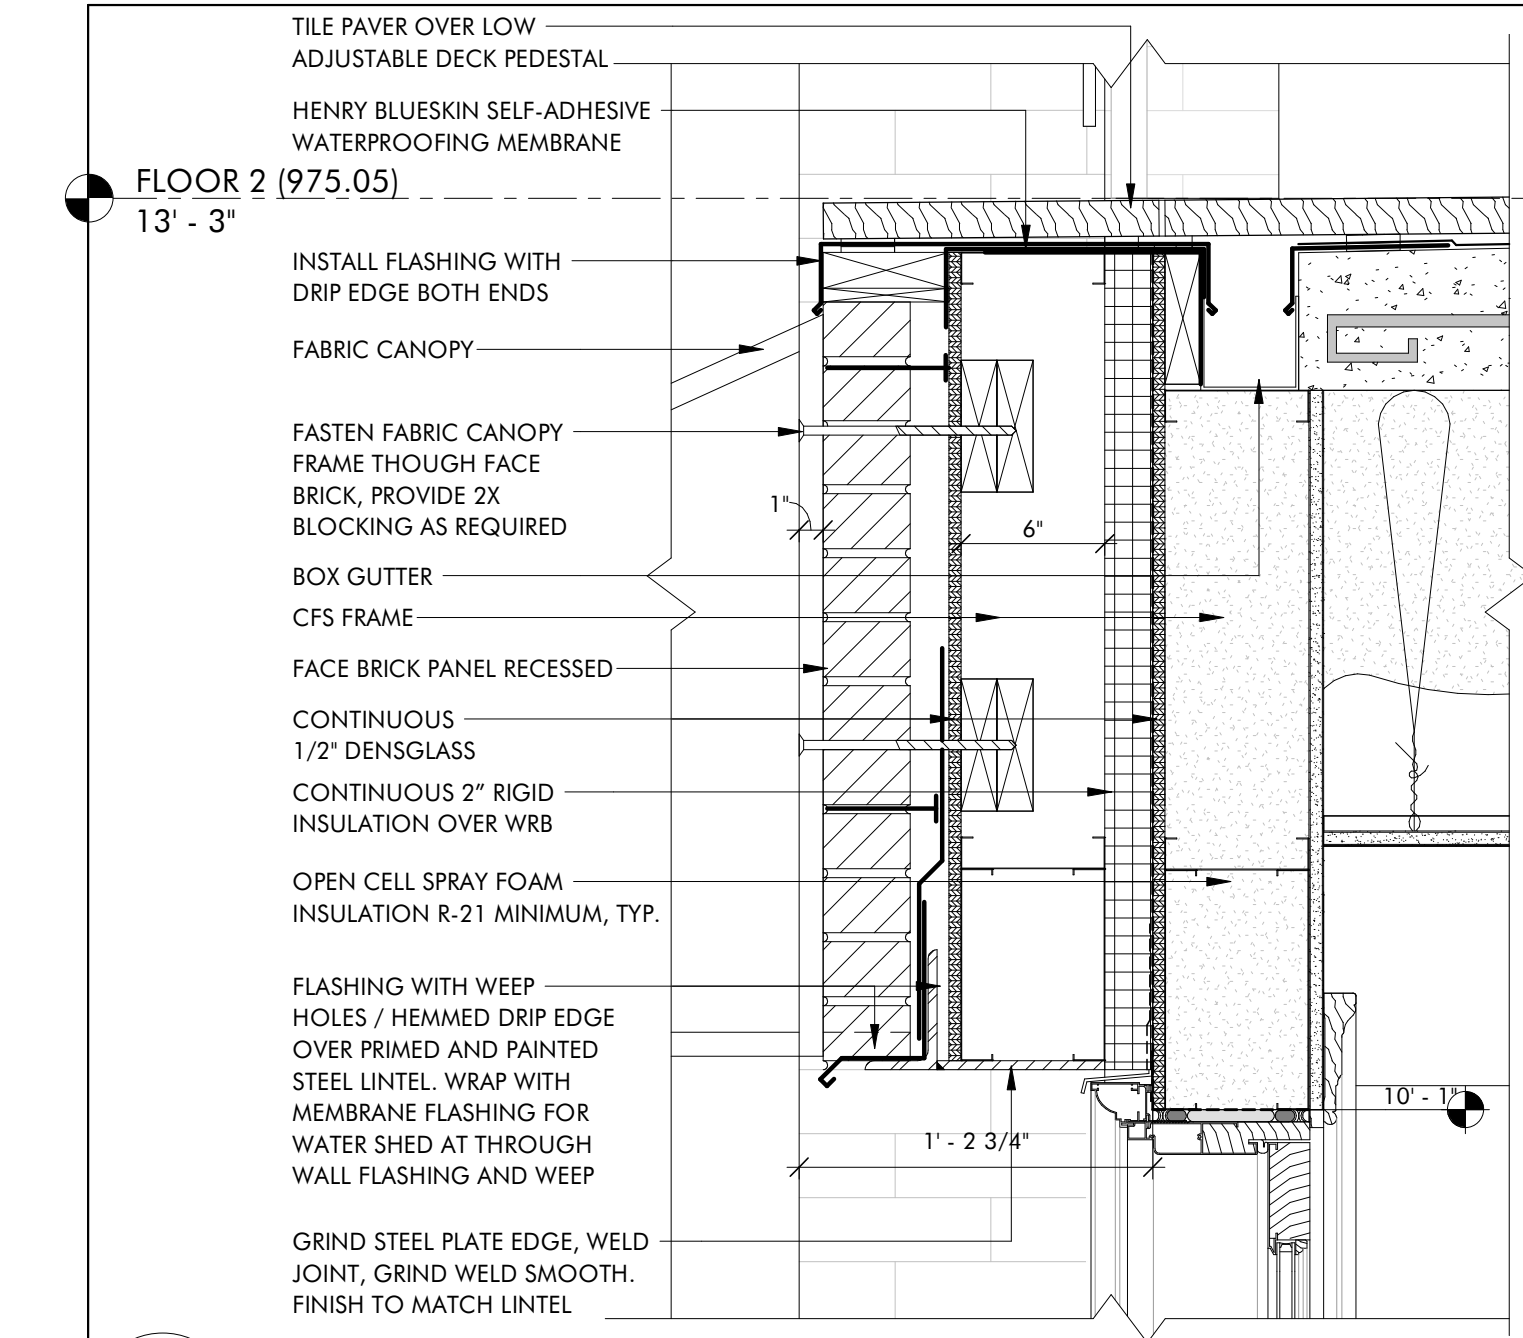 TILE PAVER OVER LOW
ADJUSTABLE DECK PEDESTAL
HENRY BLUESKIN SELF-ADHESIVE
WATERPROOFING MEMBRANE
FLOOR 2 (975.05)
13' - 3"
INSTALL FLASHING WITH
DRIP EDGE BOTH ENDS
FABRIC CANOPY
FASTEN FABRIC CANOPY
FRAME THOUGH FACE
BRICK, PROVIDE 2X
BLOCKING AS REQUIRED
1"
6"
BOX GUTTER
CFS FRAME
FACE BRICK PANEL RECESSED
CONTINUOUS
1/2" DENSGLASS
CONTINUOUS 2” RIGID
INSULATION OVER WRB
OPEN CELL SPRAY FOAM
INSULATION R-21 MINIMUM, TYP.
FLASHING WITH WEEP
HOLES / HEMMED DRIP EDGE
OVER PRIMED AND PAINTED
STEEL LINTEL. WRAP WITH
MEMBRANE FLASHING FOR
WATER SHED AT THROUGH
WALL FLASHING AND WEEP
10' - 1"
1' - 2 3/4"
GRIND STEEL PLATE EDGE, WELD
JOINT, GRIND WELD SMOOTH.
FINISH TO MATCH LINTEL